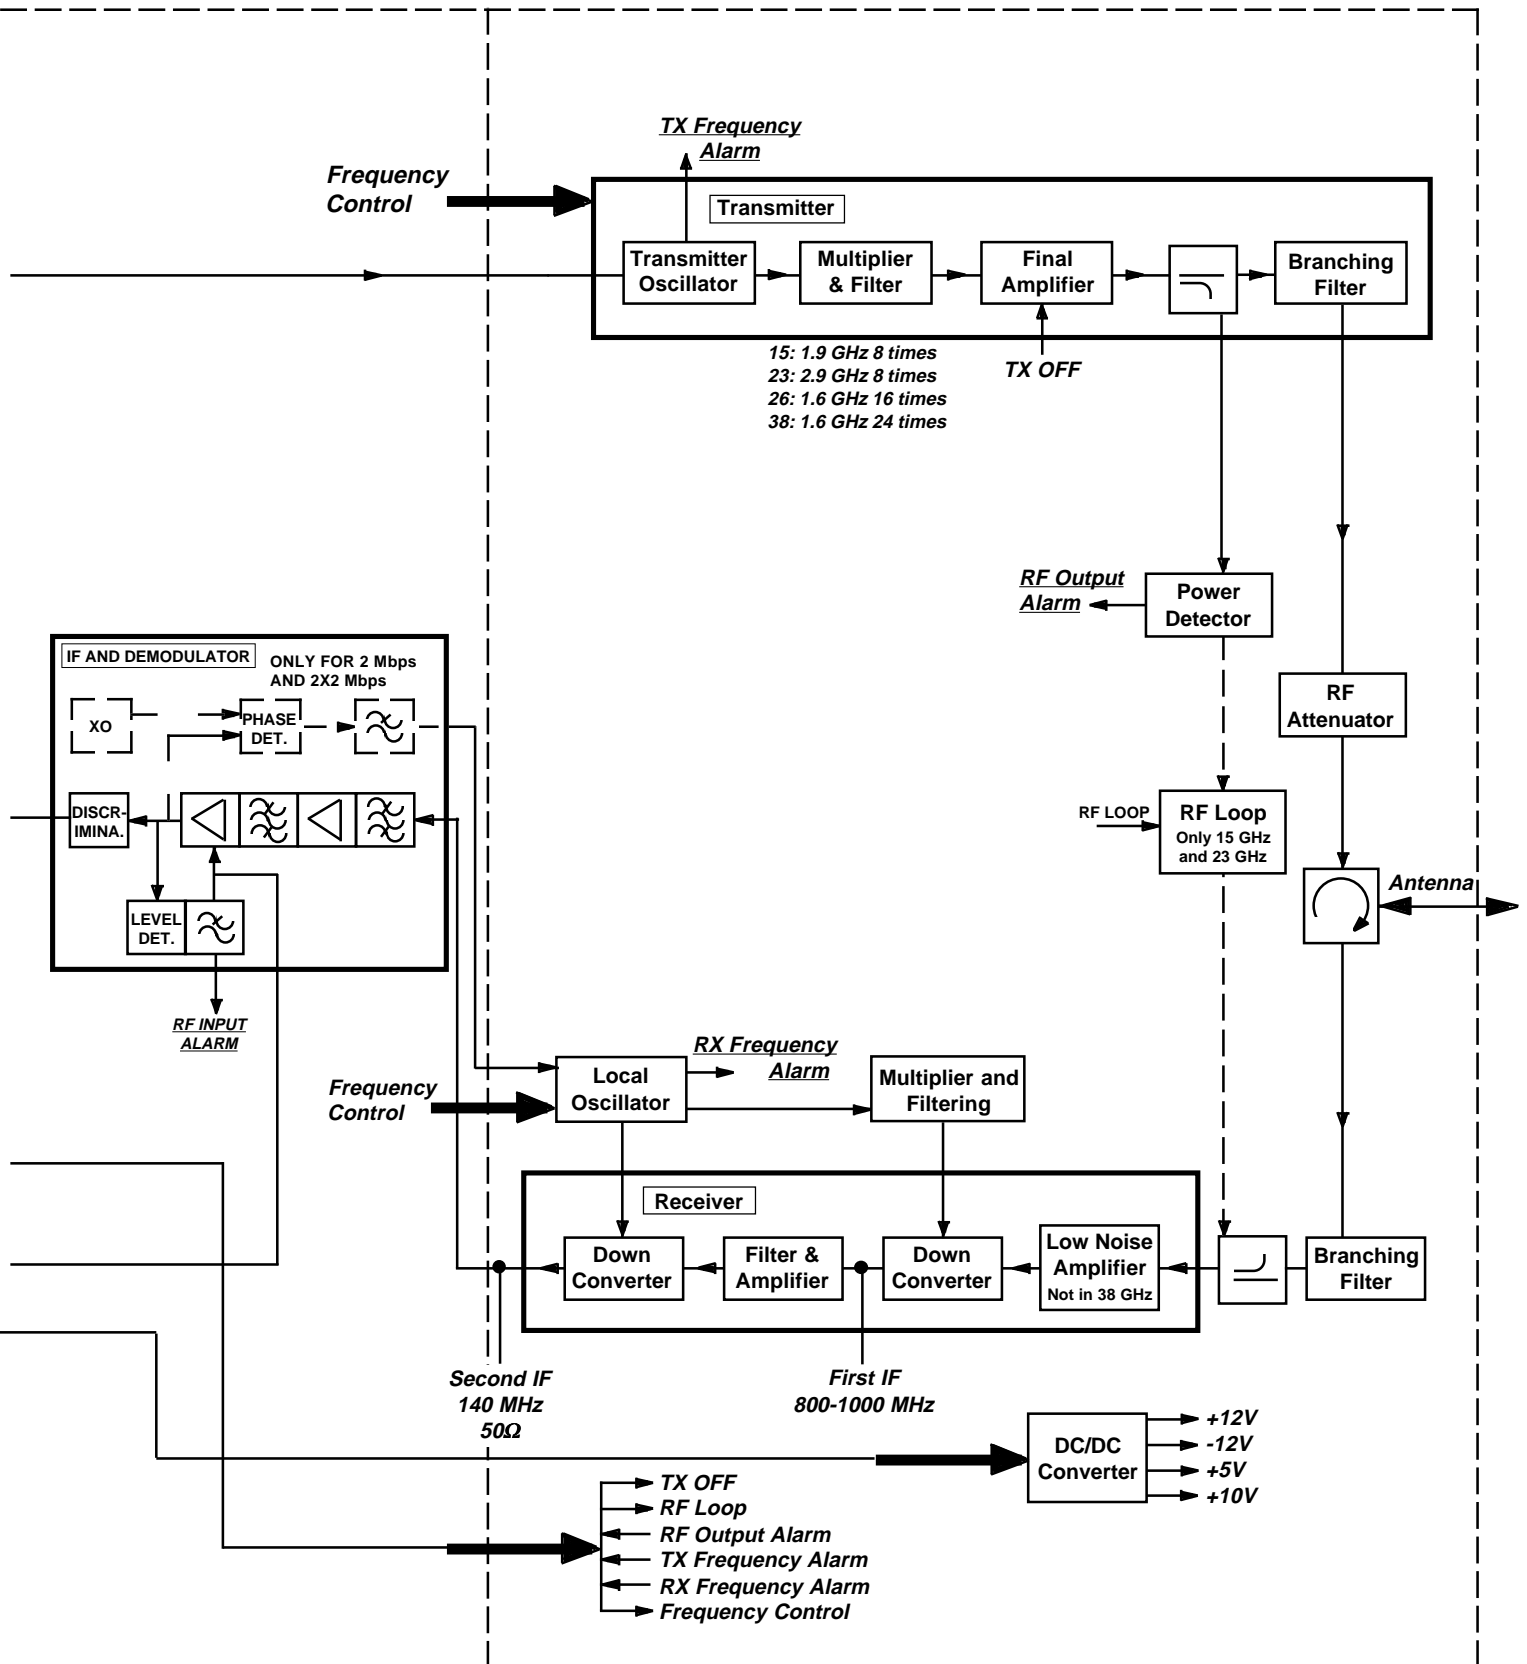 TX Frequency
Alarm
Frequency
Control
Transmitter
Transmitter
Oscillator
Multiplier
& Filter
Final
Amplifier
Branching
Filter
15: 1.9 GHz 8 times
23: 2.9 GHz 8 times
26: 1.6 GHz 16 times
38: 1.6 GHz 24 times
TX OFF
RF Output
Alarm
Power
Detector
IF AND DEMODULATOR
ONLY FOR 2 Mbps
AND 2X2 Mbps
XO
PHASE
DET.
RF
Attenuator
DISCR-
IMINA.
RF LOOP
RF Loop
Only 15 GHz
and 23 GHz
Antenna
LEVEL
DET.
RF INPUT
ALARM
RX Frequency
Alarm
Frequency
Control
Local
Oscillator
Multiplier and
Filtering
Receiver
Down
Converter
Filter &
Amplifier
Down
Converter
Low Noise
Amplifier
Not in 38 GHz
Branching
Filter
Second IF
140 MHz
50Ω
First IF
800-1000 MHz
DC/DC
Converter
+12V
-12V
+5V
+10V
TX OFF
RF Loop
RF Output Alarm
TX Frequency Alarm
RX Frequency Alarm
Frequency Control